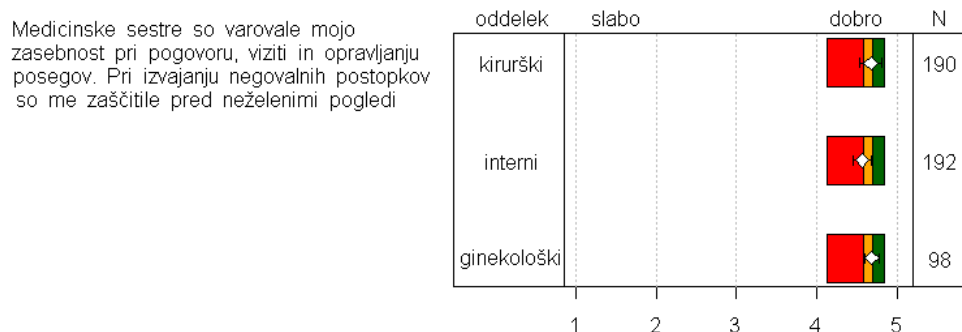 Medicinske sestre so varovale mojo
zasebnost pri pogovoru, viziti in opravljanju
posegov. Pri izvajanju negovalnih postopkov
so me zaščitile pred neželenimi pogledi
oddelek slabo dobro N
kirurški 190
interni 192
ginekološki 98
1 2 3 4 5